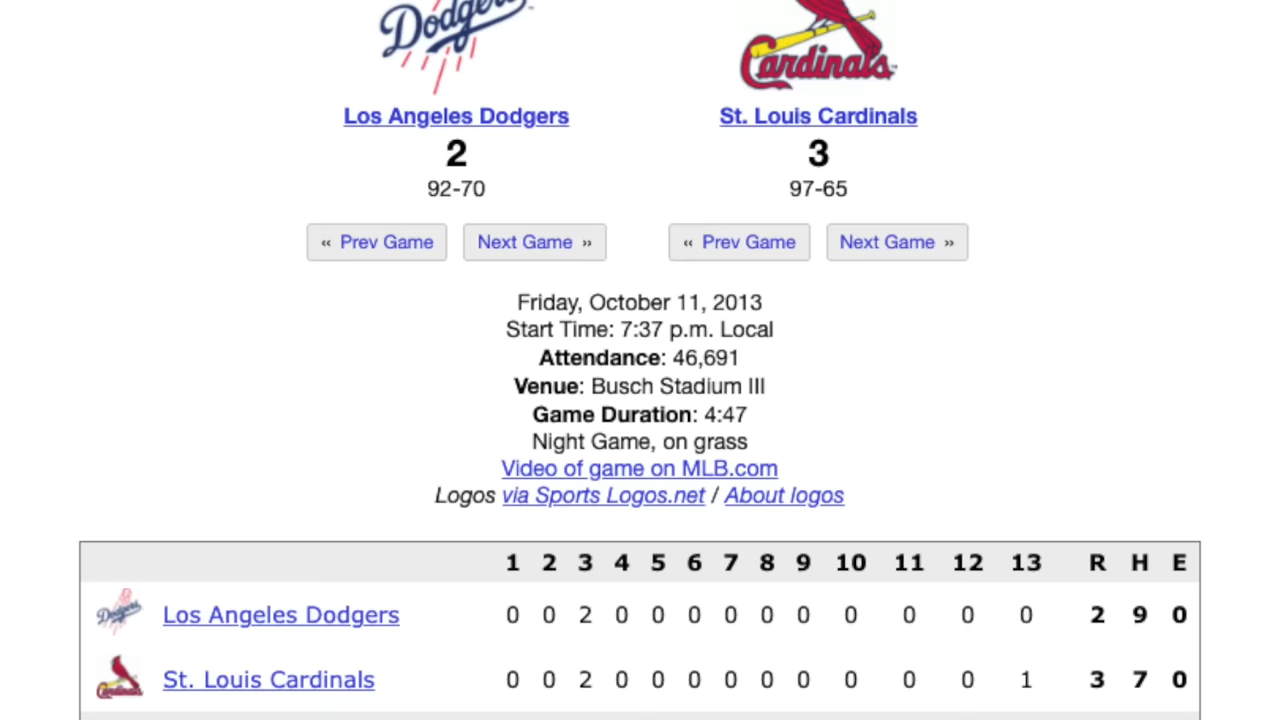 Dodgers
Cardinals
Los Angeles Dodgers St. Louis Cardinals
2 3
92-70 97-65
« Prev Game Next Game » « Prev Game Next Game »
Friday, October 11, 2013
Start Time: 7:37 p.m. Local
Attendance: 46,691
Venue: Busch Stadium III
Game Duration: 4:47
Night Game, on grass
Video of game on MLB.com
Logos via Sports Logos.net / About logos
1 2 3 4 5 6 7 8 9 10 11 12 13 R H E
Dodgers Los Angeles Dodgers 0 0 2 0 0 0 0 0 0 0 0 0 0 2 9 0
Cardinals St. Louis Cardinals 0 0 2 0 0 0 0 0 0 0 0 0 1 3 7 0